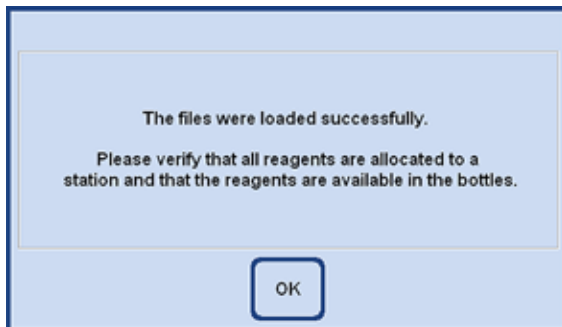 The files were loaded successfully.
Please verify that all reagents are allocated to a
station and that the reagents are available in the bottles.
OK